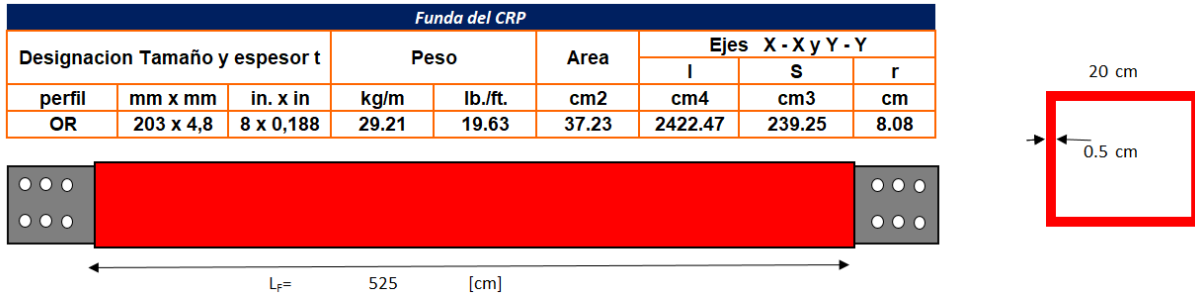 Funda del CRP
Designacion Tamaño y espesor t Peso Area Ejes X - X y Y - Y
I S r
perfil mm x mm in. x in kg/m lb./ft. cm2 cm4 cm3 cm
OR 203 x 4,8 8 x 0,188 29.21 19.63 37.23 2422.47 239.25 8.08
20 cm
0.5 cm
LF= 525 [cm]